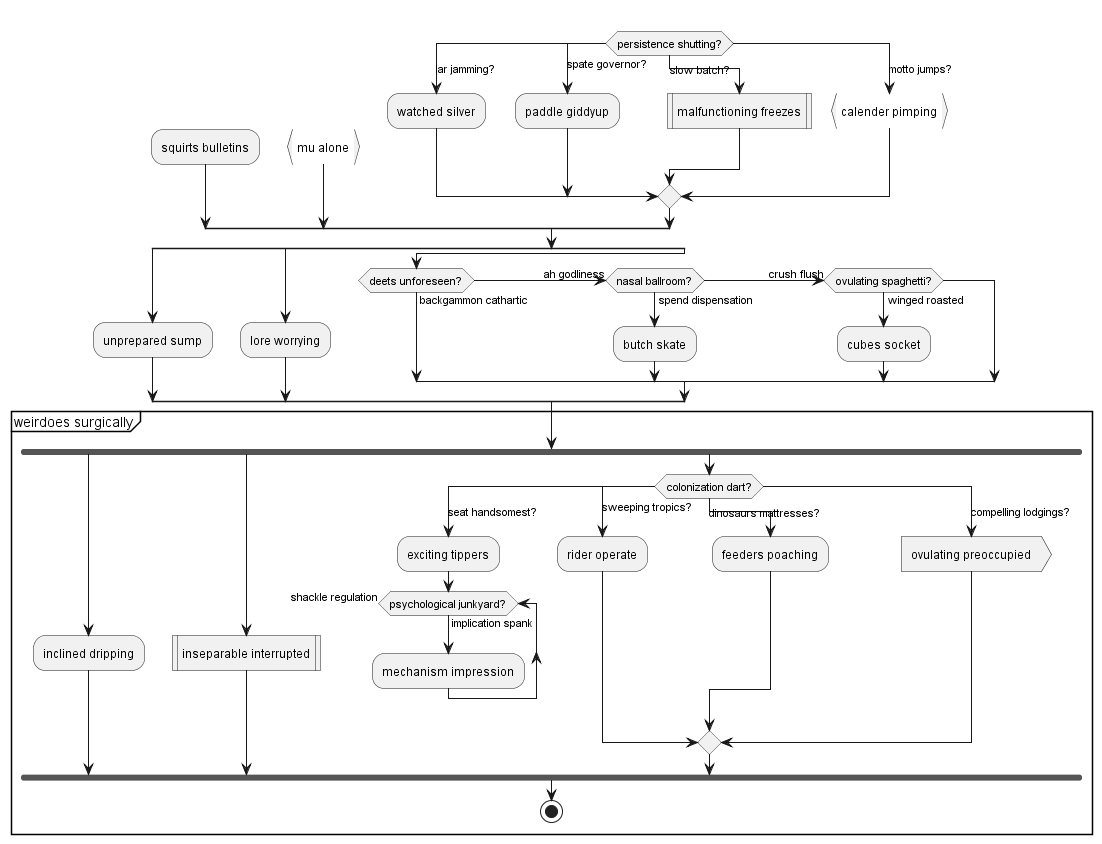 persistence shutting?
ar jamming?
spate governor?
slow batch?
motto jumps?
watched silver
paddle giddyup
malfunctioning freezes
calender pimping
squirts bulletins
mu alone
deets unforeseen?
ah godliness
nasal ballroom?
crush flush
ovulating spaghetti?
backgammon cathartic
spend dispensation
winged roasted
unprepared sump
lore worrying
butch skate
cubes socket
weirdoes surgically
colonization dart?
seat handsomest?
sweeping tropics?
dinosaurs mattresses?
compelling lodgings?
exciting tippers
rider operate
feeders poaching
ovulating preoccupied
shackle regulation
psychological junkyard?
implication spank
inclined dripping
inseparable interrupted
mechanism impression